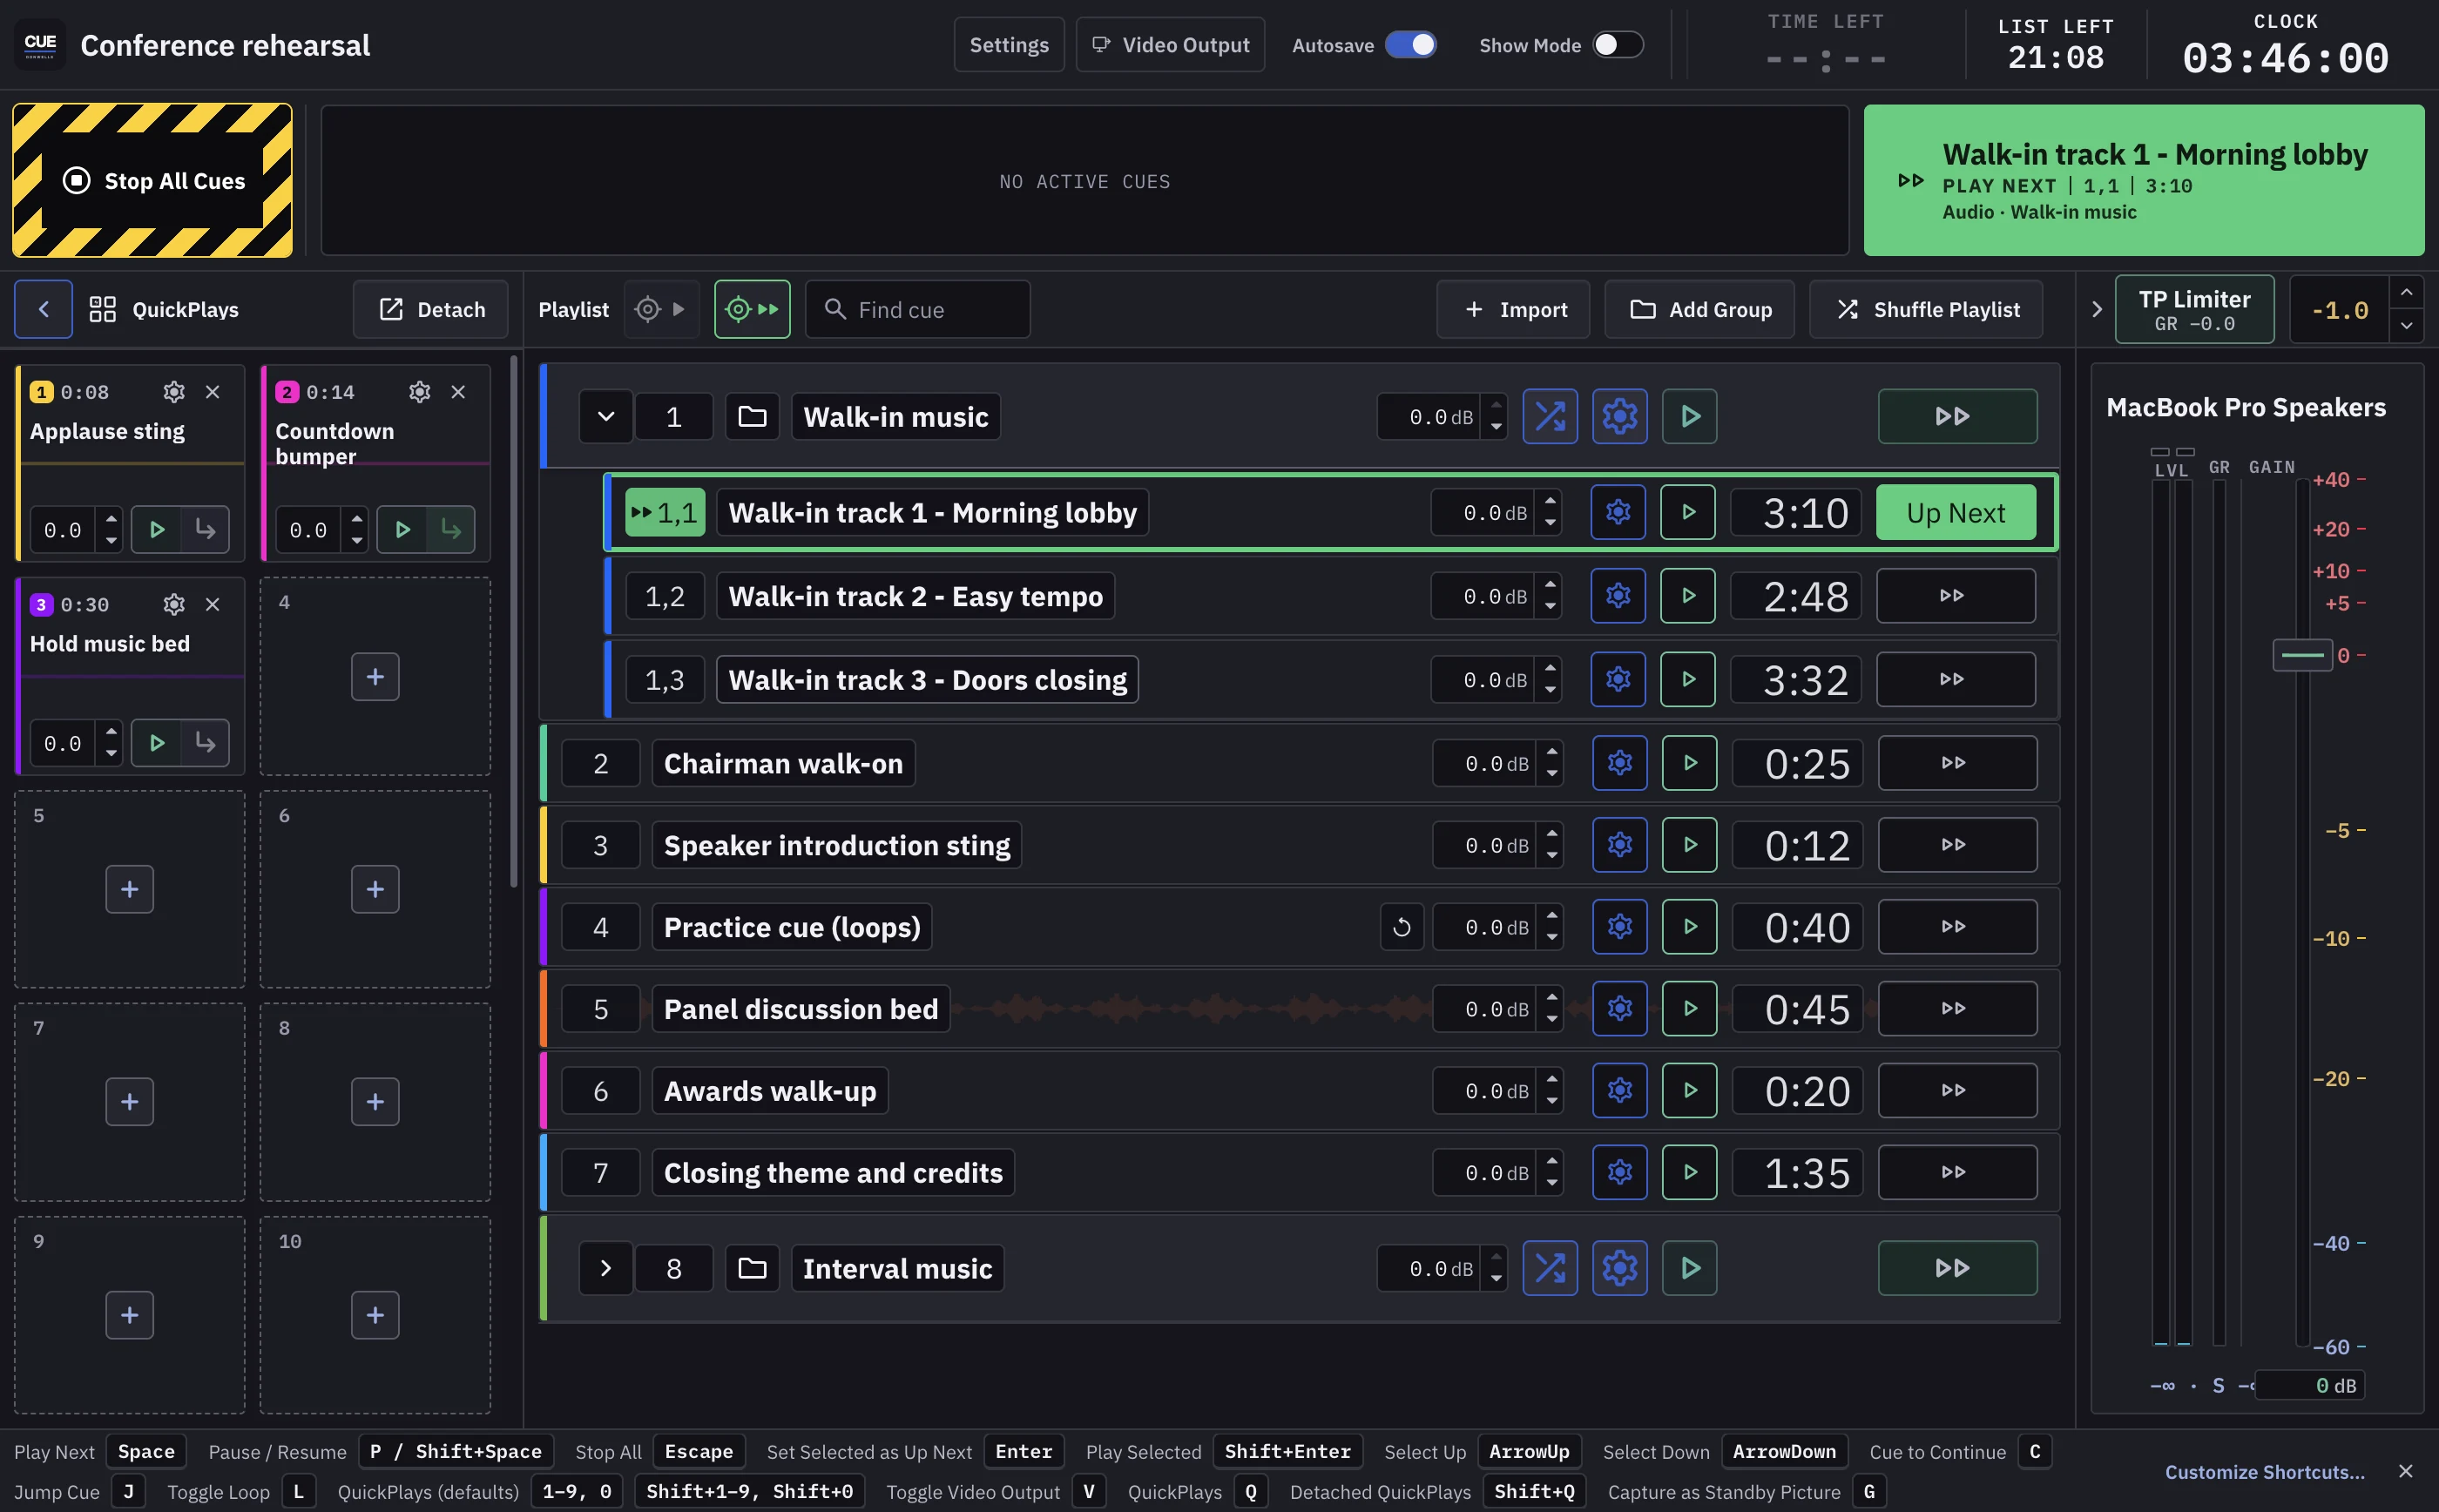 CUE
Conference rehearsal
Settings
Video Output
Autosave
Show Mode
TIME LEFT
--:--
LIST LEFT
21:08
CLOCK
03:46:00
Stop All Cues
NO ACTIVE CUES
Walk-in track 1 - Morning lobby
PLAY NEXT | 1,1 | 3:10
Audio · Walk-in music
QuickPlays
Detach
Playlist
Find cue
Import
Add Group
Shuffle Playlist
TP Limiter
GR −0.0
-1.0
1 0:08
Applause sting
0.0
2 0:14
Countdown
bumper
0.0
3 0:30
Hold music bed
0.0
4
5
6
7
8
9
10
1 Walk-in music 0.0 dB
1,1 Walk-in track 1 - Morning lobby 0.0 dB 3:10 Up Next
1,2 Walk-in track 2 - Easy tempo 0.0 dB 2:48
1,3 Walk-in track 3 - Doors closing 0.0 dB 3:32
2 Chairman walk-on 0.0 dB 0:25
3 Speaker introduction sting 0.0 dB 0:12
4 Practice cue (loops) 0.0 dB 0:40
5 Panel discussion bed 0.0 dB 0:45
6 Awards walk-up 0.0 dB 0:20
7 Closing theme and credits 0.0 dB 1:35
8 Interval music 0.0 dB
MacBook Pro Speakers
LVL GR GAIN
+40
+20
+10
+5
0
−5
−10
−20
−40
−60
−∞ · S
0 dB
Play Next Space Pause / Resume P / Shift+Space Stop All Escape Set Selected as Up Next Enter Play Selected Shift+Enter Select Up ArrowUp Select Down ArrowDown Cue to Continue C
Jump Cue J Toggle Loop L QuickPlays (defaults) 1-9, 0 Shift+1-9, Shift+0 Toggle Video Output V QuickPlays Q Detached QuickPlays Shift+Q Capture as Standby Picture G
Customize Shortcuts...